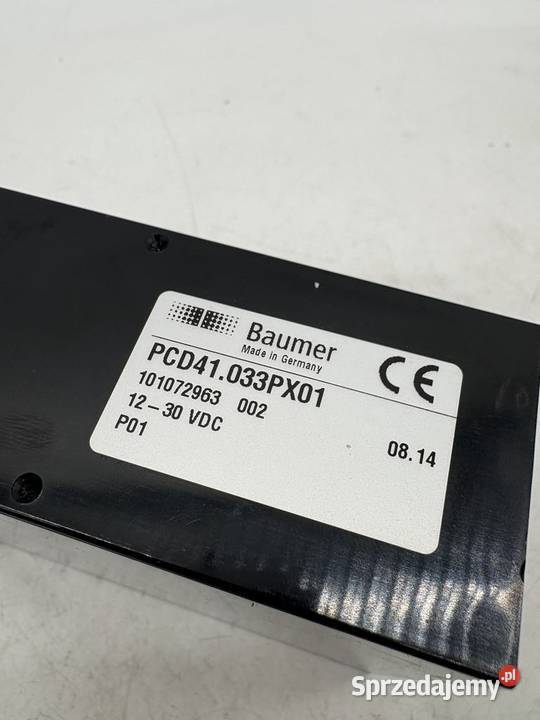 Baumer
Made in Germany
CE
PCD41.033PX01
101072963 002
12-30 VDC
P01
08.14
Sprzedajemy.pl